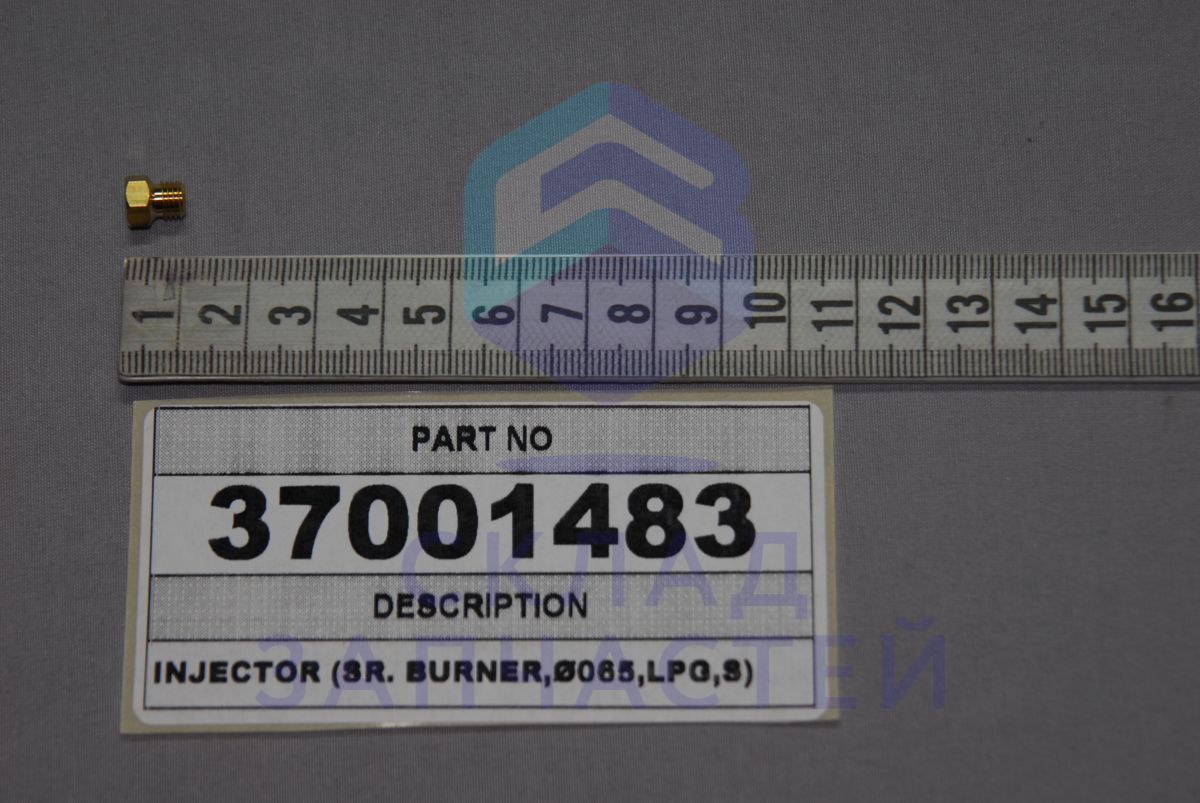 1 2 3 4 5 6 7 8 9 10 11 12 13 14 15 16
PART NO
37001483
DESCRIPTION
INJECTOR (SR. BURNER,Ø065,LPG,S)
СКЛАД
ЗАПЧАСТЕЙ